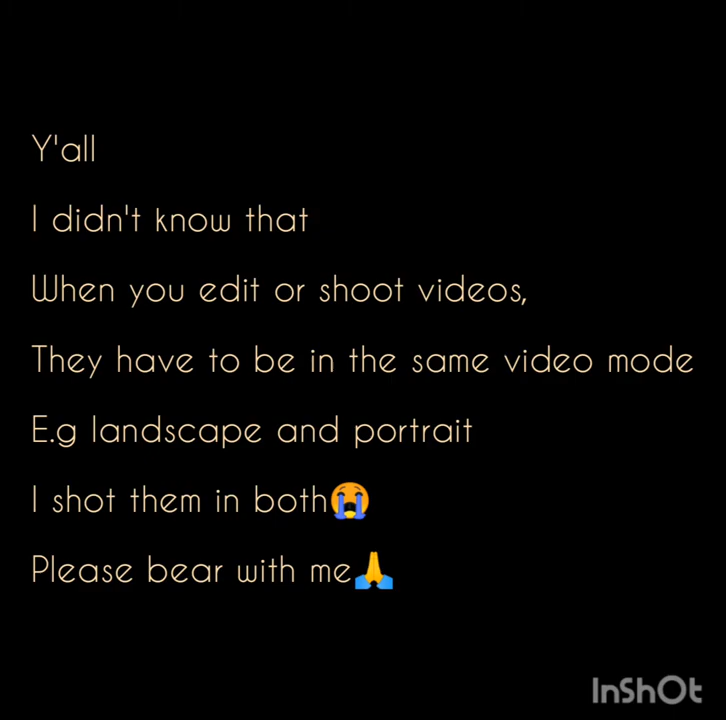 Y'all
I didn't know that
When you edit or shoot videos,
They have to be in the same video mode
E.g landscape and portrait
I shot them in both😭
Please bear with me🙏
InShOt